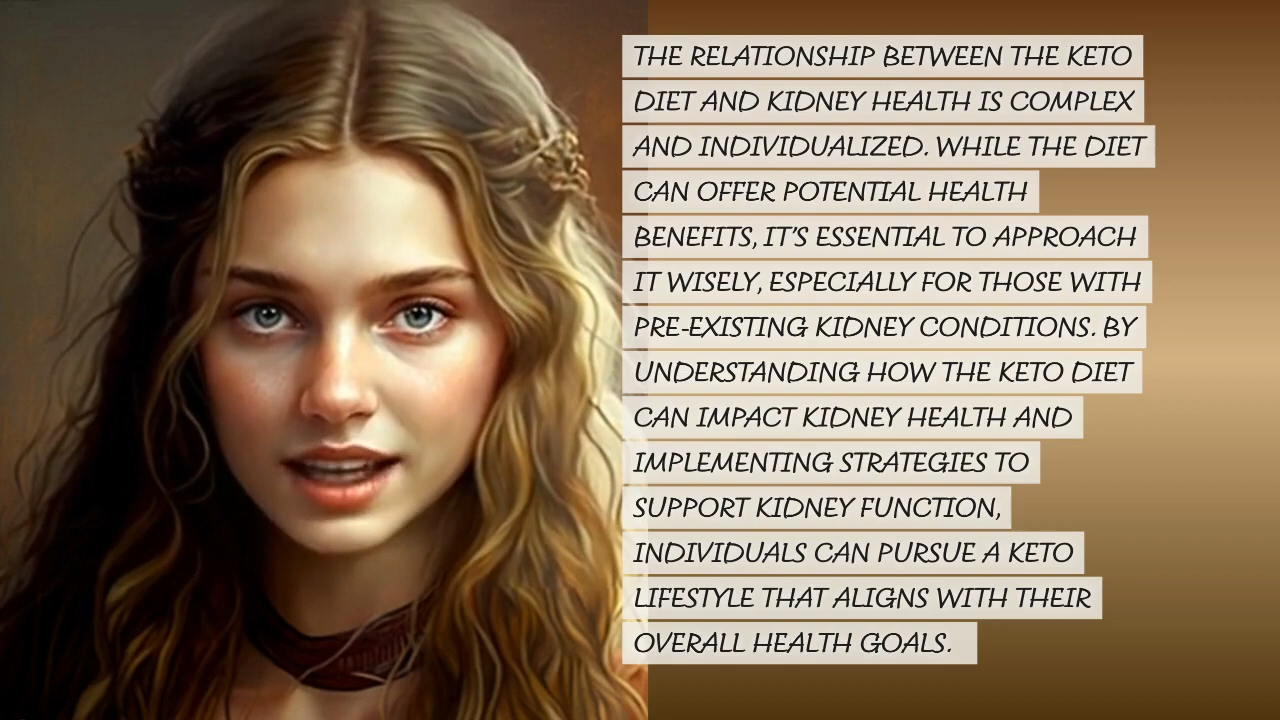 THE RELATIONSHIP BETWEEN THE KETO
DIET AND KIDNEY HEALTH IS COMPLEX
AND INDIVIDUALIZED. WHILE THE DIET
CAN OFFER POTENTIAL HEALTH
BENEFITS, IT'S ESSENTIAL TO APPROACH
IT WISELY, ESPECIALLY FOR THOSE WITH
PRE-EXISTING KIDNEY CONDITIONS. BY
UNDERSTANDING HOW THE KETO DIET
CAN IMPACT KIDNEY HEALTH AND
IMPLEMENTING STRATEGIES TO
SUPPORT KIDNEY FUNCTION,
INDIVIDUALS CAN PURSUE A KETO
LIFESTYLE THAT ALIGNS WITH THEIR
OVERALL HEALTH GOALS.